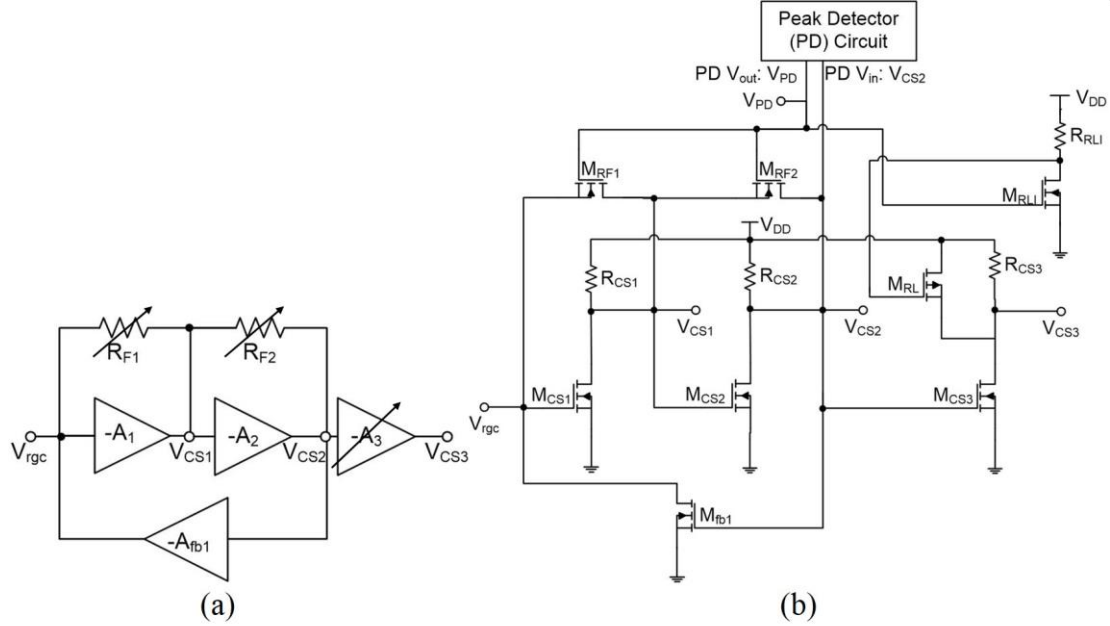 Peak Detector
(PD) Circuit
PD V_out: V_PD
PD V_in: V_CS2
V_PD
V_DD
R_RLI
M_RF1
M_RF2
M_RLI
V_DD
R_CS1
R_CS2
R_CS3
M_RL
V_CS1
V_CS2
V_CS3
M_CS1
M_CS2
M_CS3
V_rgc
M_fb1
R_F1
R_F2
-A_1
-A_2
-A_3
V_rgc
V_CS1
V_CS2
V_CS3
-A_fb1
(a)
(b)